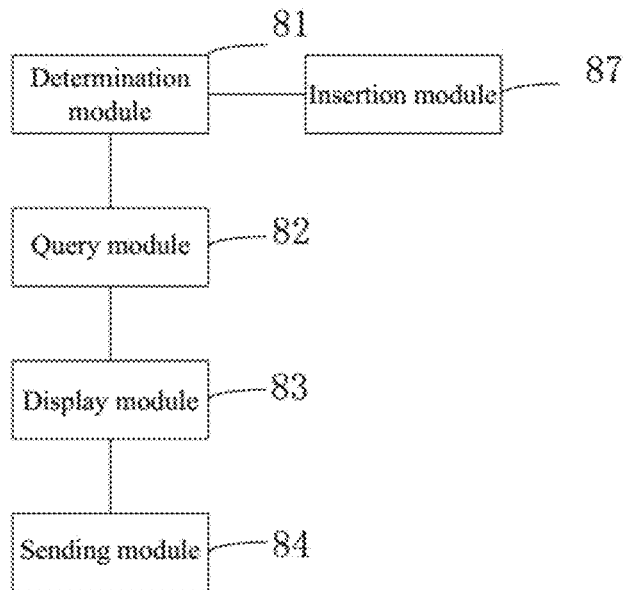 81
Determination
module
Insertion module
87
Query module
82
Display module
83
Sending module
84